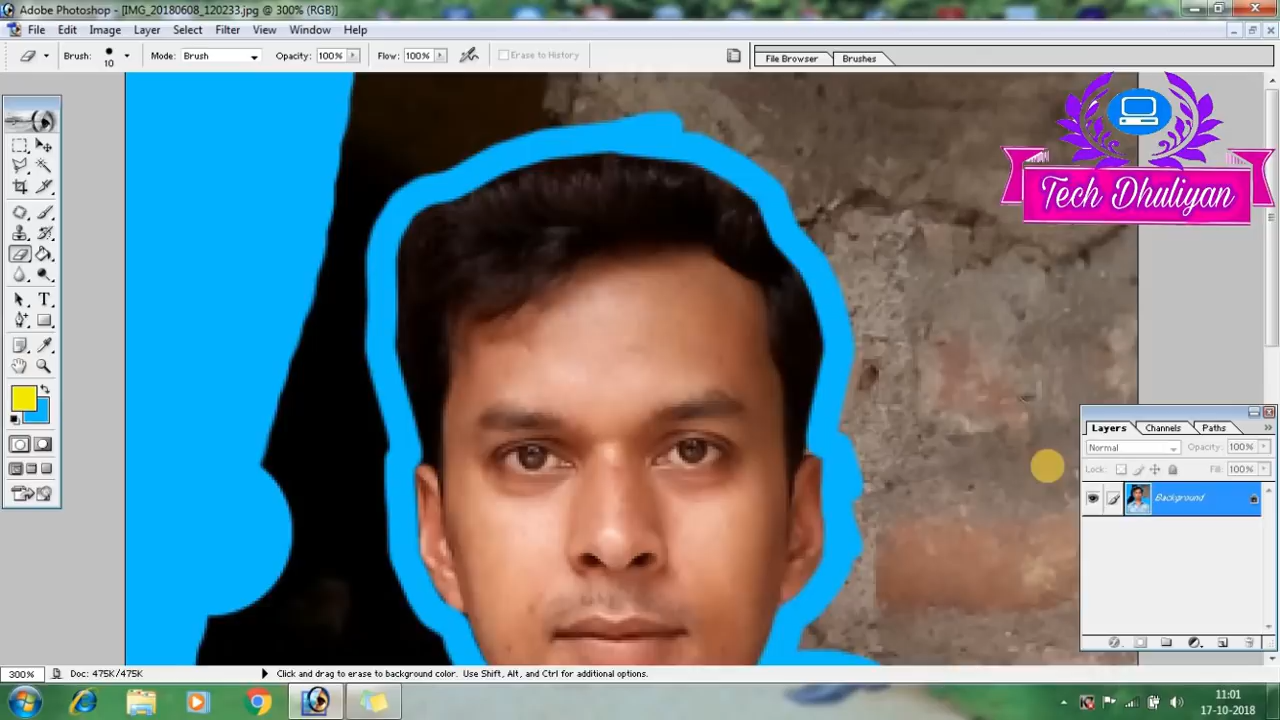 Adobe Photoshop - [IMG_20180608_120233.jpg @ 300% (RGB)]
File Edit Image Layer Select Filter View Window Help
Brush: 10 Mode: Brush Opacity: 100% Flow: 100% Erase to History File Browser Brushes
Tech Dhuliyan
Layers Channels Paths
Normal Opacity: 100%
Lock: Fill: 100%
Background
300% Doc: 475K/475K Click and drag to erase to background color. Use Shift, Alt, and Ctrl for additional options.
11:01
17-10-2018